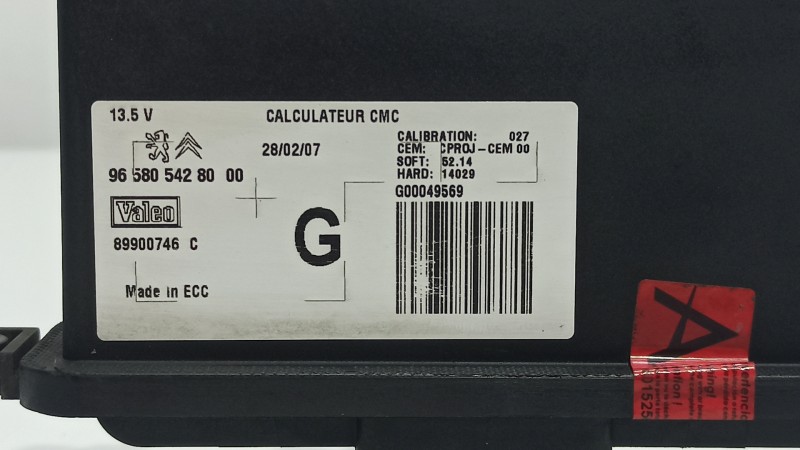 13.5 V
CALCULATEUR CMC
28/02/07
CALIBRATION: 027
CEM: CPROJ-CEM 00
SOFT: 52.14
HARD: 14029
96 580 542 80 00
G00049569
Valeo
89900746 C
G
Made in ECC
A
01525